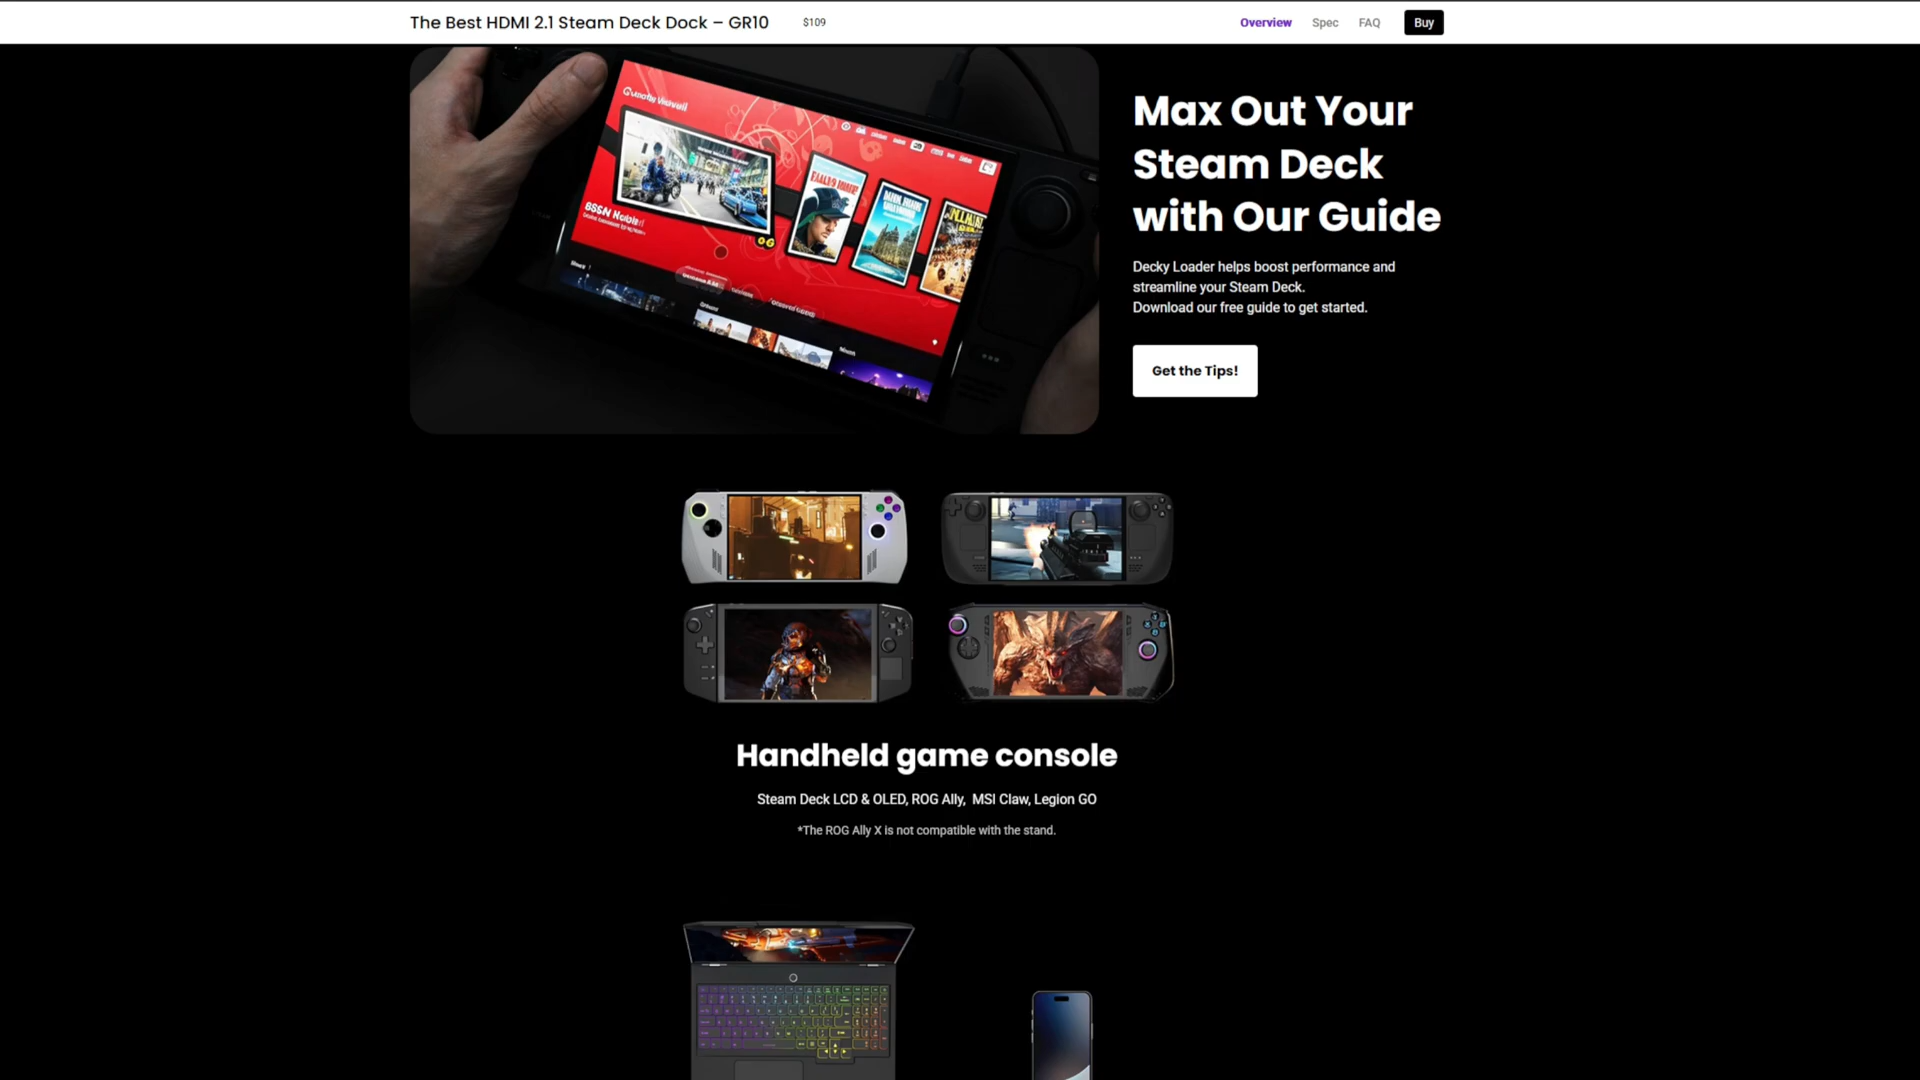 The Best HDMI 2.1 Steam Deck Dock – GR10
$109
Overview
Spec
FAQ
Buy
Max Out Your
Steam Deck
with Our Guide
Decky Loader helps boost performance and
streamline your Steam Deck.
Download our free guide to get started.
Get the Tips!
Handheld game console
Steam Deck LCD & OLED, ROG Ally, MSI Claw, Legion GO
*The ROG Ally X is not compatible with the stand.